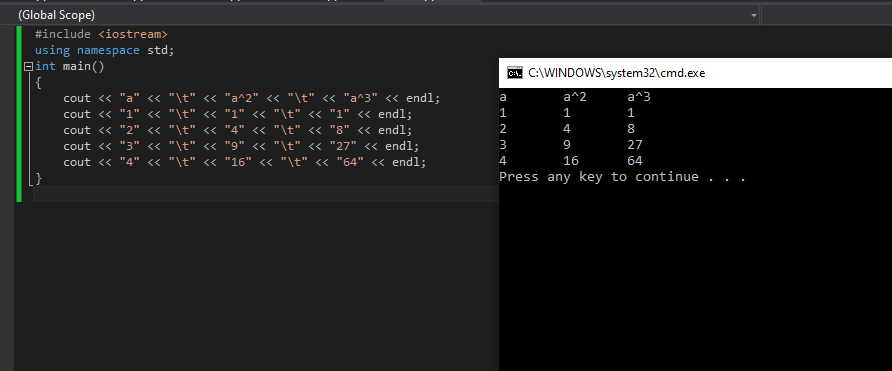 (Global Scope)
#include <iostream>
using namespace std;
int main()
{
    cout << "a" << "\t" << "a^2" << "\t" << "a^3" << endl;
    cout << "1" << "\t" << "1" << "\t" << "1" << endl;
    cout << "2" << "\t" << "4" << "\t" << "8" << endl;
    cout << "3" << "\t" << "9" << "\t" << "27" << endl;
    cout << "4" << "\t" << "16" << "\t" << "64" << endl;
}
C:\WINDOWS\system32\cmd.exe
a       a^2     a^3
1       1       1
2       4       8
3       9       27
4       16      64
Press any key to continue . . .